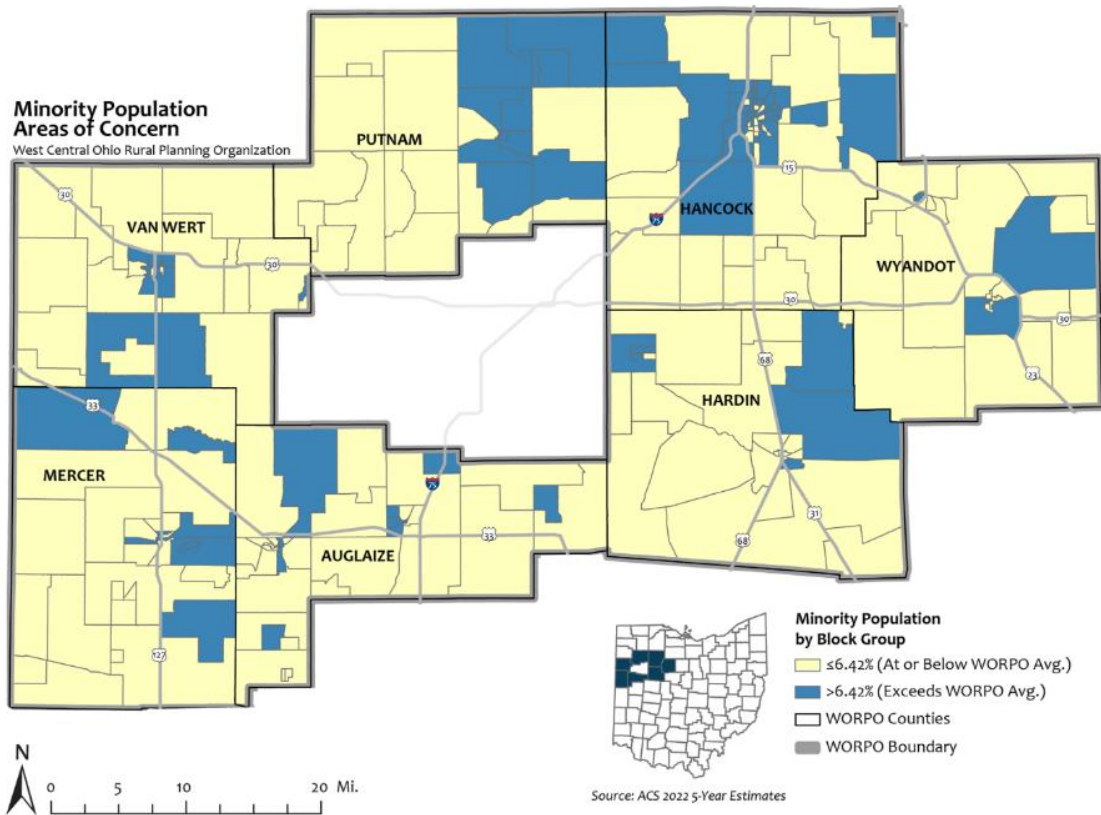 Minority Population
Areas of Concern
West Central Ohio Rural Planning Organization
PUTNAM
VAN WERT
HANCOCK
WYANDOT
HARDIN
MERCER
AUGLAIZE
30
30
75
15
30
30
23
68
33
75
33
31
68
127
Minority Population
by Block Group
≤6.42% (At or Below WORPO Avg.)
>6.42% (Exceeds WORPO Avg.)
WORPO Counties
WORPO Boundary
N
0 5 10 20 Mi.
Source: ACS 2022 5-Year Estimates